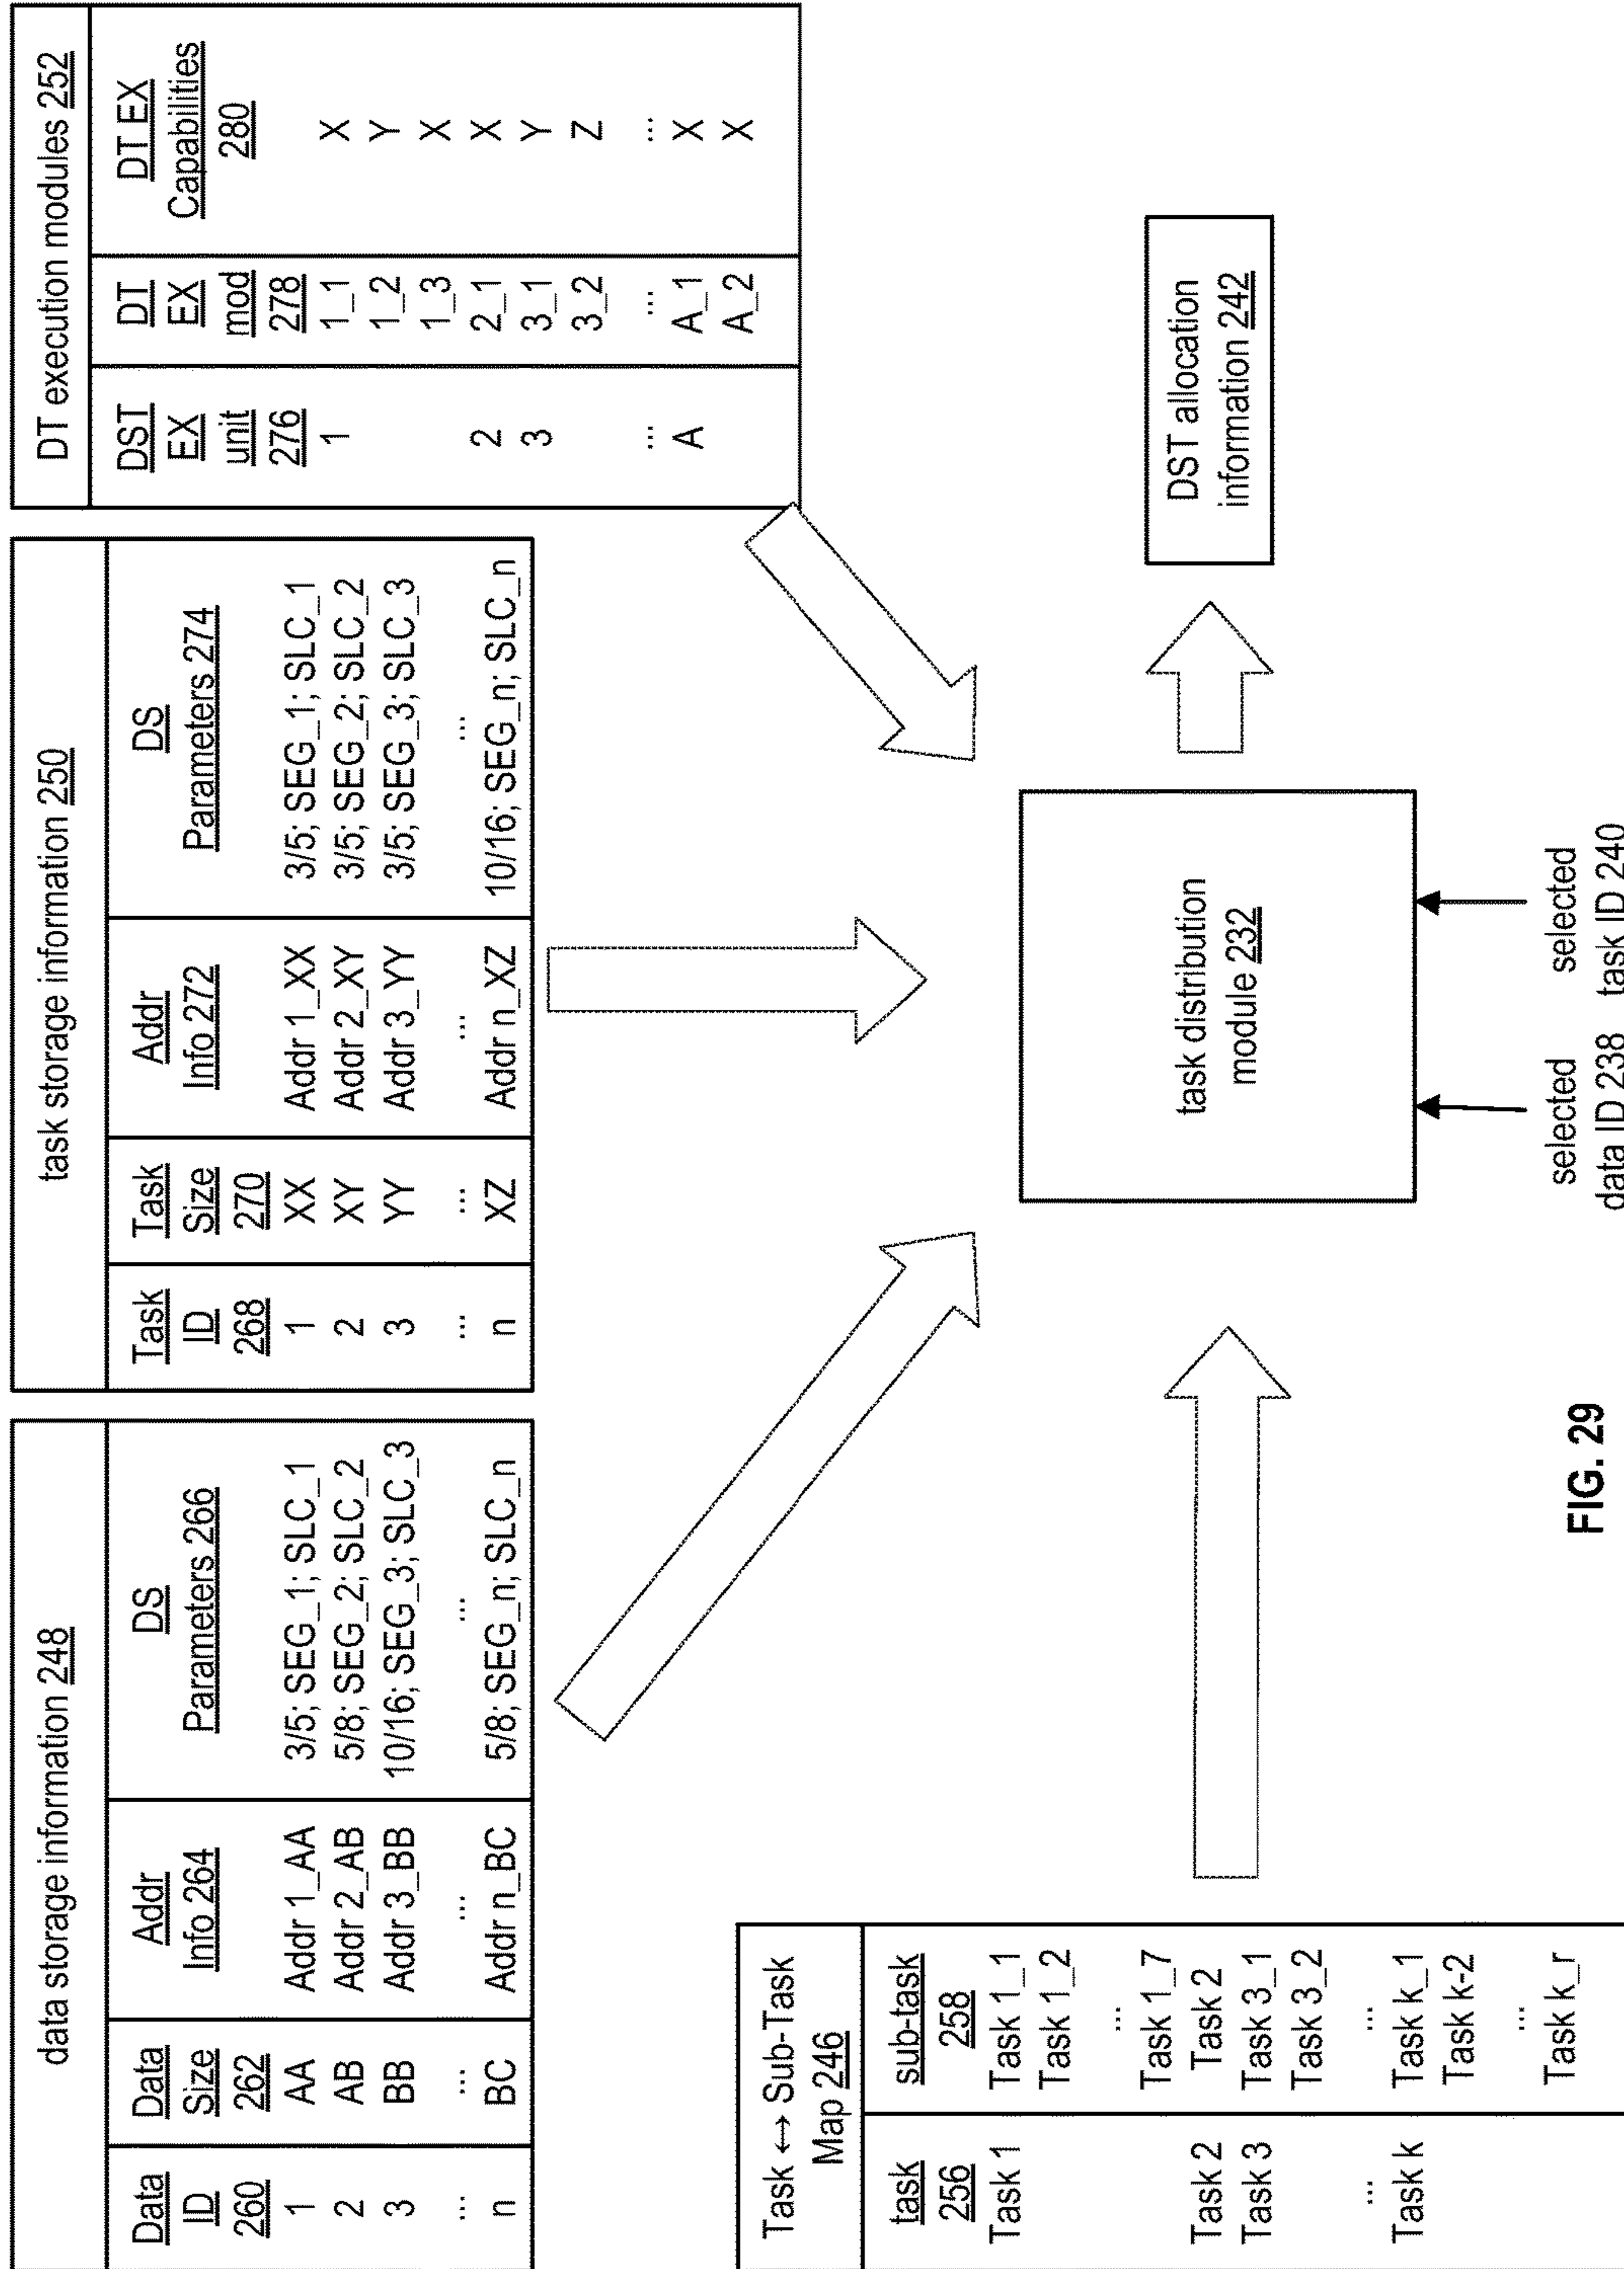 data storage information 248
Data ID 260 Data Size 262 Addr Info 264 DS Parameters 266
1 AA Addr 1_AA 3/5; SEG_1; SLC_1
2 AB Addr 2_AB 5/8; SEG_2; SLC_2
3 BB Addr 3_BB 10/16; SEG_3; SLC_3
... ... ... ...
n BC Addr n_BC 5/8; SEG_n; SLC_n
task storage information 250
Task ID 268 Task Size 270 Addr Info 272 DS Parameters 274
1 XX Addr 1_XX 3/5; SEG_1; SLC_1
2 XY Addr 2_XY 3/5; SEG_2; SLC_2
3 YY Addr 3_YY 3/5; SEG_3; SLC_3
... ... ... ...
n XZ Addr n_XZ 10/16; SEG_n; SLC_n
DT execution modules 252
DST EX unit 276 DT EX mod 278 DT EX Capabilities 280
1 1_1 X
1_2 Y
1_3 X
2 2_1 X
3 3_1 Y
3_2 Z
... ... ...
A A_1 X
A_2 X
Task ↔ Sub-Task
Map 246
task 256 sub-task 258
Task 1 Task 1_1
Task 1_2
...
Task 1_7
Task 2 Task 2
Task 3 Task 3_1
Task 3_2
... ...
Task k Task k_1
Task k-2
...
Task k_r
task distribution
module 232
DST allocation
information 242
selected
data ID 238
selected
task ID 240
FIG. 29